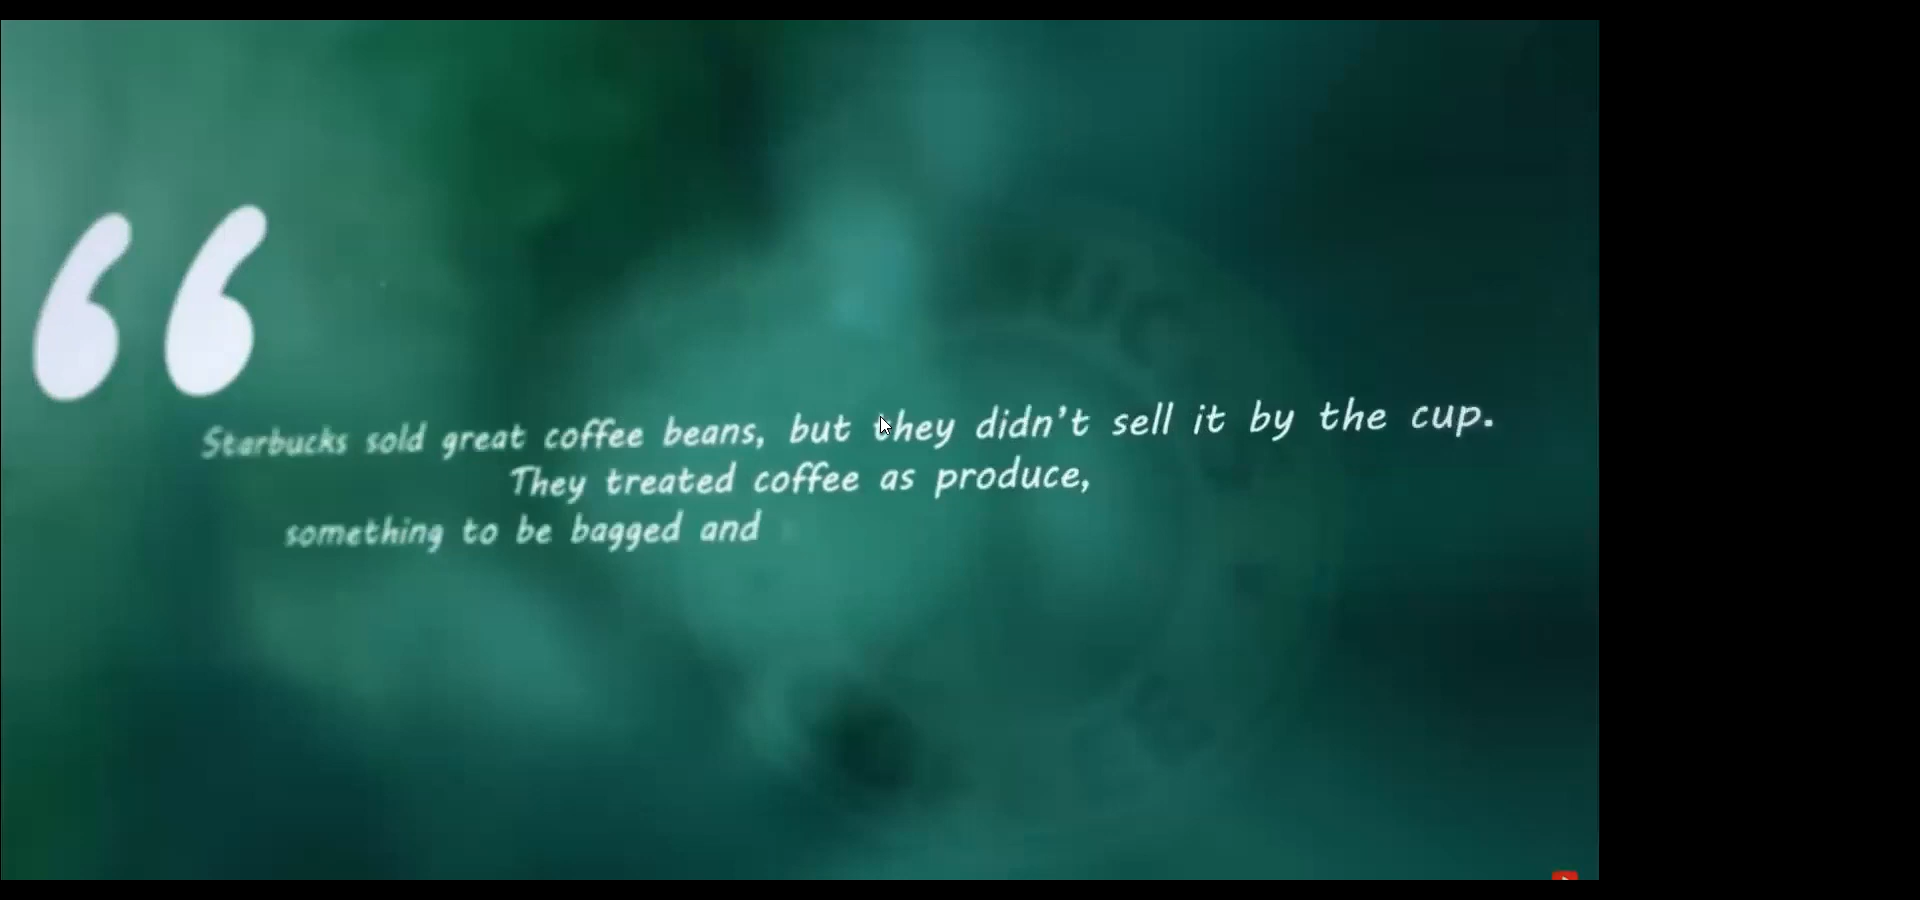 Starbucks sold great coffee beans, but they didn't sell it by the cup.
They treated coffee as produce,
something to be bagged and